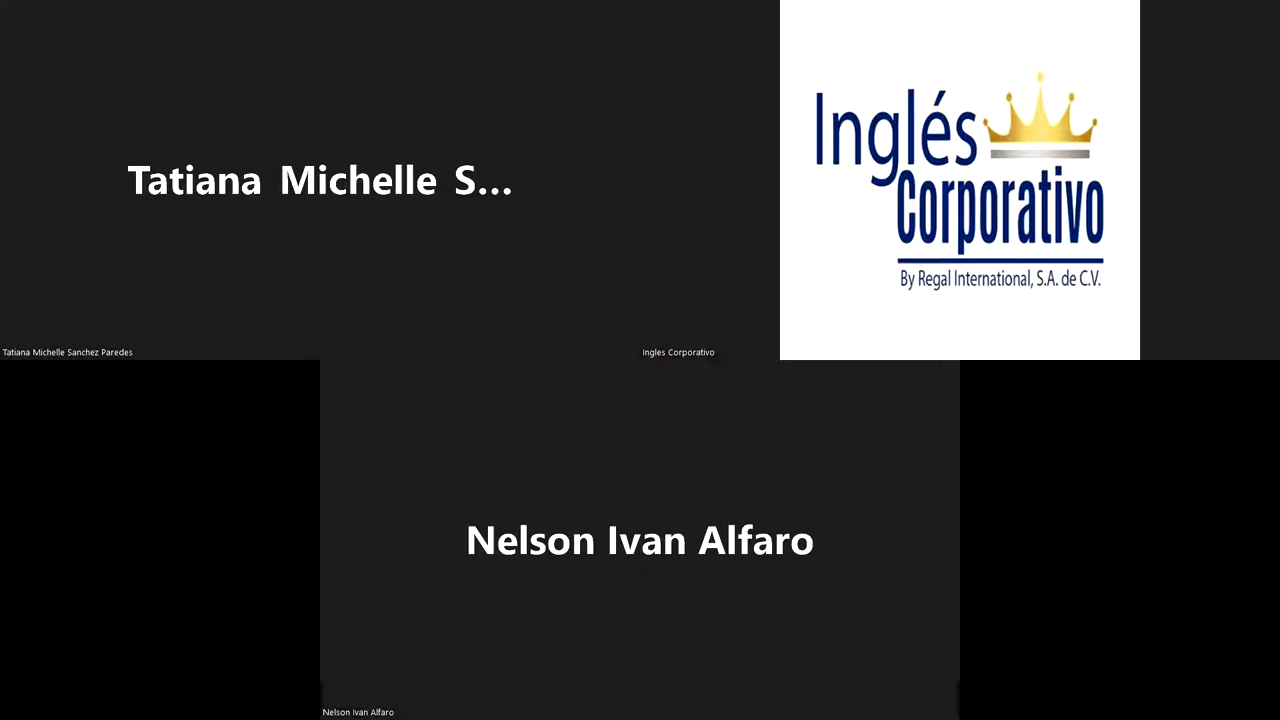 Tatiana Michelle S...
Inglés
Corporativo
By Regal International, S.A. de C.V.
Tatiana Michelle Sanchez Paredes
Ingles Corporativo
Nelson Ivan Alfaro
Nelson Ivan Alfaro